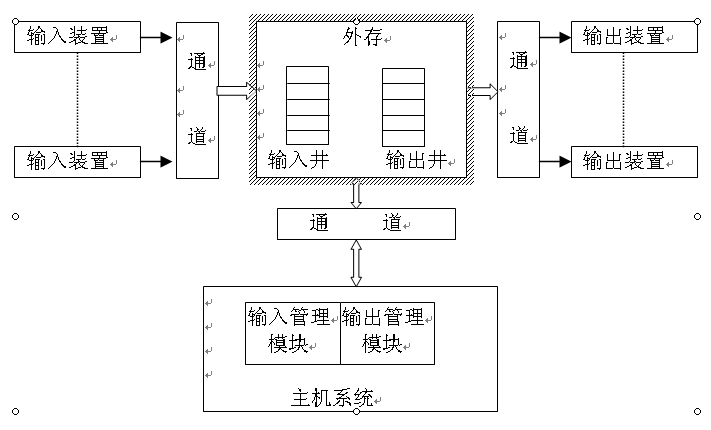 输入装置
通
道
外存
通
道
输出装置
输入装置
输入井
输出井
输出装置
通 道
输入管理
模块
输出管理
模块
主机系统